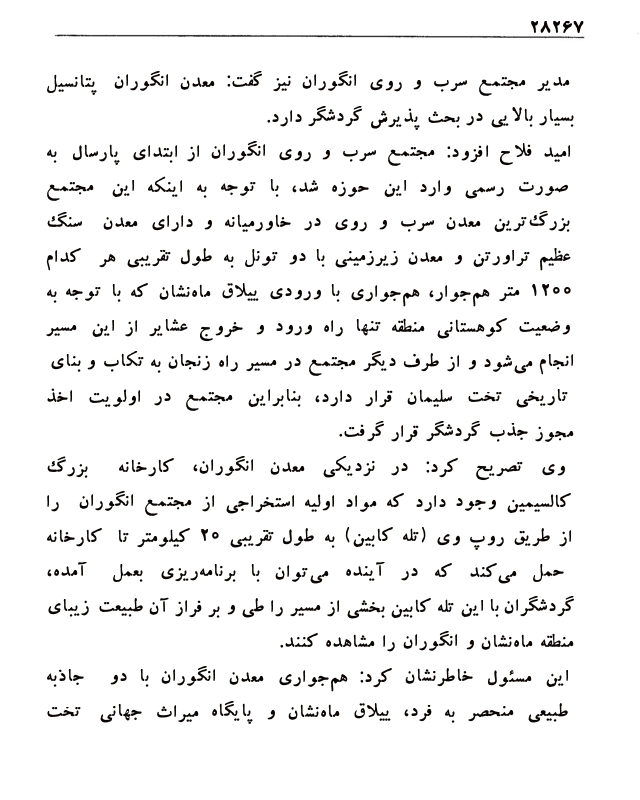 ۲۸۲۶۷
مدیر مجتمع سرب و روی انگوران نیز گفت: معدن انگوران پتانسیل
بسیار بالایی در بحث پذیرش گردشگر دارد.
امید فلاح افزود: مجتمع سرب و روی انگوران از ابتدای پارسال به
صورت رسمی وارد این حوزه شد، با توجه به اینکه این مجتمع
بزرگ‌ترین معدن سرب و روی در خاورمیانه و دارای معدن سنگ
عظیم تراورتن و معدن زیرزمینی با دو تونل به طول تقریبی هر کدام
۱۲۰۰ متر هم‌جوار، هم‌جواری با ورودی ییلاق ماه‌نشان که با توجه به
وضعیت کوهستانی منطقه تنها راه ورود و خروج عشایر از این مسیر
انجام می‌شود و از طرف دیگر مجتمع در مسیر راه زنجان به تکاب و بنای
تاریخی تخت سلیمان قرار دارد، بنابراین مجتمع در اولویت اخذ
مجوز جذب گردشگر قرار گرفت.
وی تصریح کرد: در نزدیکی معدن انگوران، کارخانه بزرگ
کالسیمین وجود دارد که مواد اولیه استخراجی از مجتمع انگوران را
از طریق روپ وی (تله کابین) به طول تقریبی ۲۰ کیلومتر تا کارخانه
حمل می‌کند که در آینده می‌توان با برنامه‌ریزی بعمل آمده،
گردشگران با این تله کابین بخشی از مسیر را طی و بر فراز آن طبیعت زیبای
منطقه ماه‌نشان و انگوران را مشاهده کنند.
این مسئول خاطرنشان کرد: هم‌جواری معدن انگوران با دو جاذبه
طبیعی منحصر به فرد، ییلاق ماه‌نشان و پایگاه میراث جهانی تخت